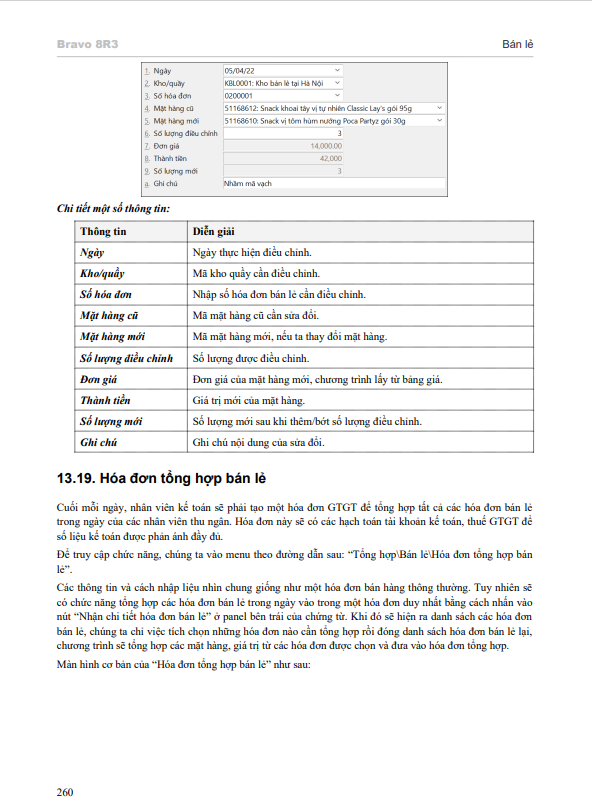 Bravo 8R3 Bán lẻ
1. Ngày 05/04/22
2. Kho/quầy KBL0001: Kho bán lẻ tại Hà Nội
3. Số hóa đơn 0200001
4. Mặt hàng cũ 51168612: Snack khoai tây vị tự nhiên Classic Lay's gói 95g
5. Mặt hàng mới 51168610: Snack vị tôm hùm nướng Poca Partyz gói 30g
6. Số lượng điều chỉnh 3
7. Đơn giá 14,000.00
8. Thành tiền 42,000
9. Số lượng mới 3
a. Ghi chú Nhầm mã vạch
Chi tiết một số thông tin:
Thông tin Diễn giải
Ngày Ngày thực hiện điều chỉnh.
Kho/quầy Mã kho quầy cần điều chỉnh.
Số hóa đơn Nhập số hóa đơn bán lẻ cần điều chỉnh.
Mặt hàng cũ Mã mặt hàng cũ cần sửa đổi.
Mặt hàng mới Mã mặt hàng mới, nếu ta thay đổi mặt hàng.
Số lượng điều chỉnh Số lượng được điều chỉnh.
Đơn giá Đơn giá của mặt hàng mới, chương trình lấy từ bảng giá.
Thành tiền Giá trị mới của mặt hàng.
Số lượng mới Số lượng mới sau khi thêm/bớt số lượng điều chỉnh.
Ghi chú Ghi chú nội dung của sửa đổi.
13.19. Hóa đơn tổng hợp bán lẻ
Cuối mỗi ngày, nhân viên kế toán sẽ phải tạo một hóa đơn GTGT để tổng hợp tất cả các hóa đơn bán lẻ
trong ngày của các nhân viên thu ngân. Hóa đơn này sẽ có các hạch toán tài khoản kế toán, thuế GTGT để
số liệu kế toán được phản ánh đầy đủ.
Để truy cập chức năng, chúng ta vào menu theo đường dẫn sau: “Tổng hợp\Bán lẻ\Hóa đơn tổng hợp bán
lẻ”.
Các thông tin và cách nhập liệu nhìn chung giống như một hóa đơn bán hàng thông thường. Tuy nhiên sẽ
có chức năng tổng hợp các hóa đơn bán lẻ trong ngày vào trong một hóa đơn duy nhất bằng cách nhấn vào
nút “Nhận chi tiết hóa đơn bán lẻ” ở panel bên trái của chứng từ. Khi đó sẽ hiện ra danh sách các hóa đơn
bán lẻ, chúng ta chỉ việc tích chọn những hóa đơn nào cần tổng hợp rồi đóng danh sách hóa đơn bán lẻ lại,
chương trình sẽ tổng hợp các mặt hàng, giá trị từ các hóa đơn được chọn và đưa vào hóa đơn tổng hợp.
Màn hình cơ bản của “Hóa đơn tổng hợp bán lẻ” như sau:
260